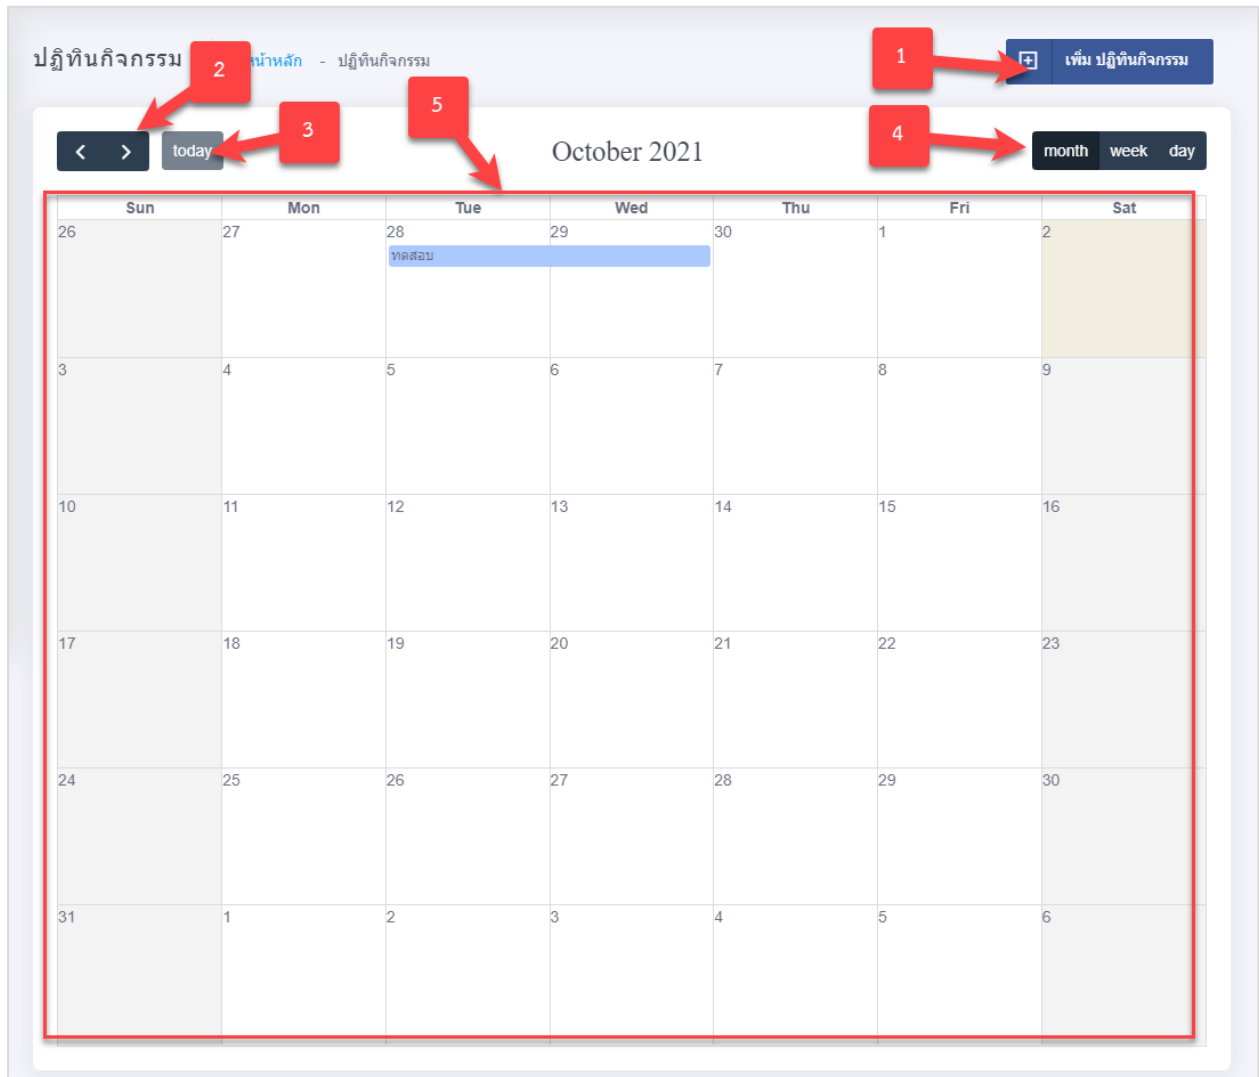 ปฏิทินกิจกรรม
หน้าหลัก - ปฏิทินกิจกรรม
เพิ่ม ปฏิทินกิจกรรม
1
2
3
4
5
today
October 2021
month week day
Sun Mon Tue Wed Thu Fri Sat
26 27 28 29 30 1 2
ทดสอบ
3 4 5 6 7 8 9
10 11 12 13 14 15 16
17 18 19 20 21 22 23
24 25 26 27 28 29 30
31 1 2 3 4 5 6